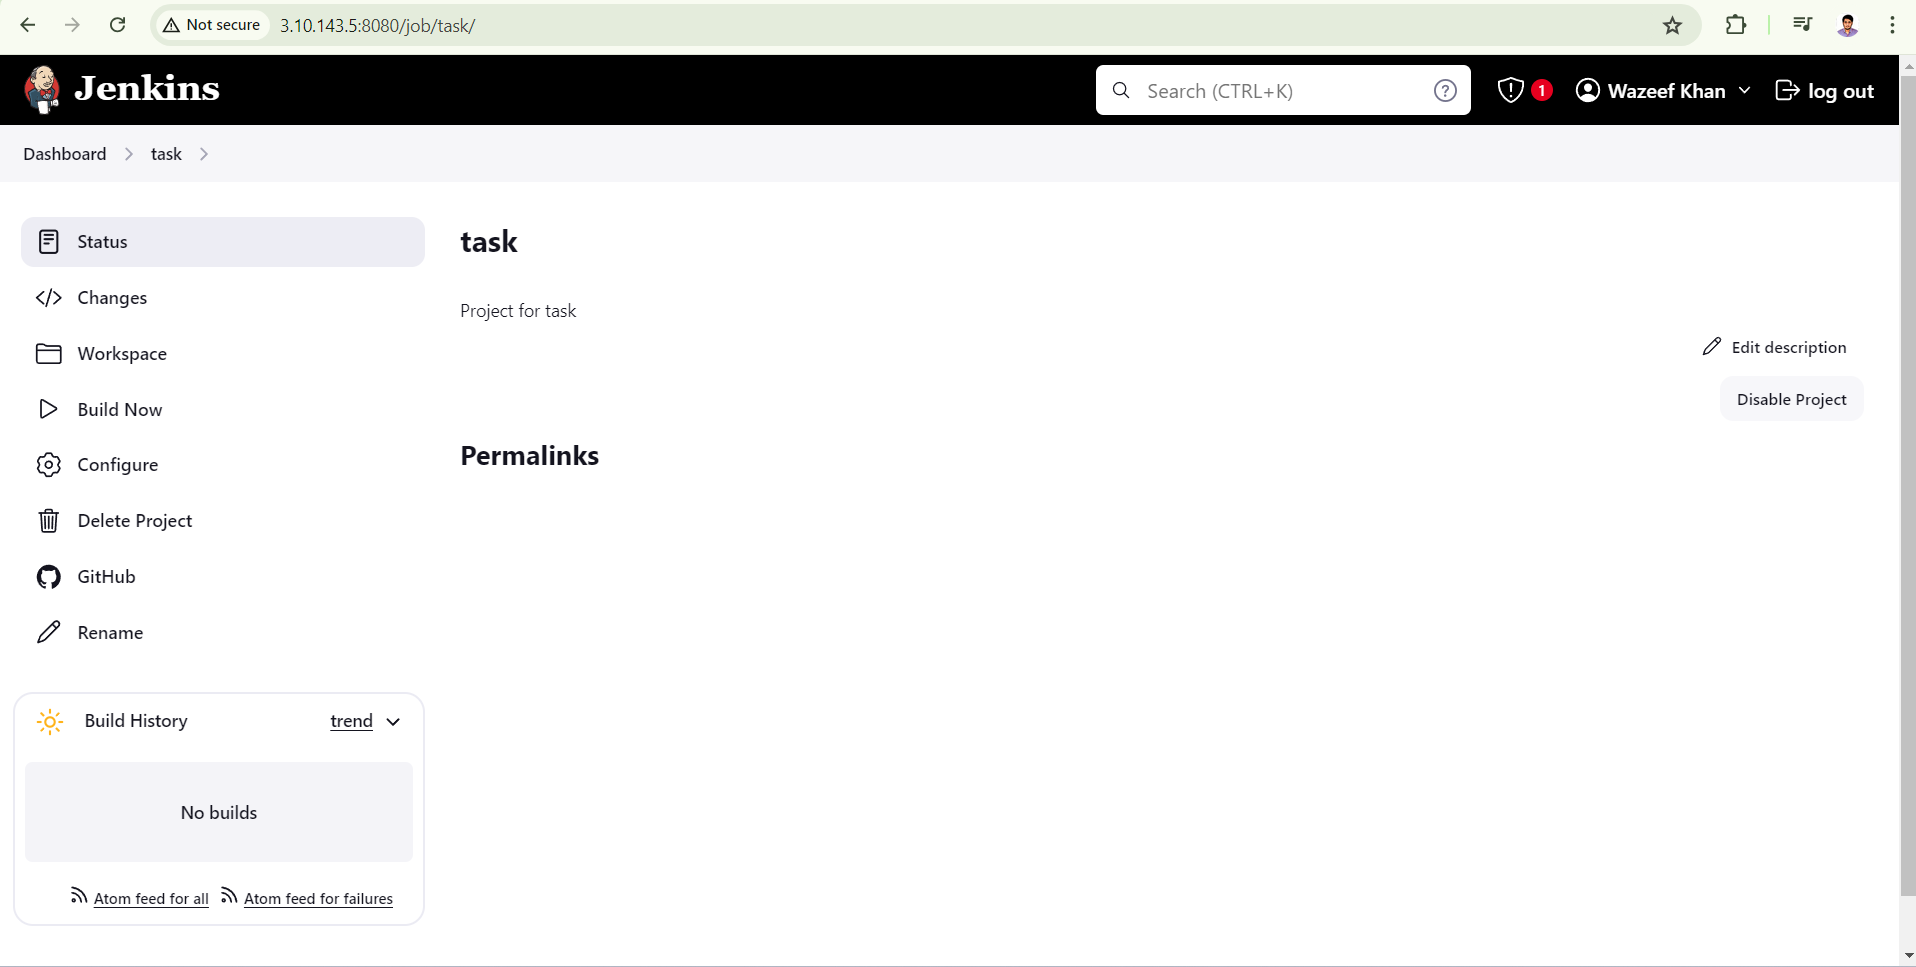 Not secure 3.10.143.5:8080/job/task/
Jenkins
Search (CTRL+K)
1
Wazeef Khan
log out
Dashboard
task
Status
Changes
Workspace
Build Now
Configure
Delete Project
GitHub
Rename
Build History
trend
No builds
Atom feed for all
Atom feed for failures
task
Project for task
Edit description
Disable Project
Permalinks